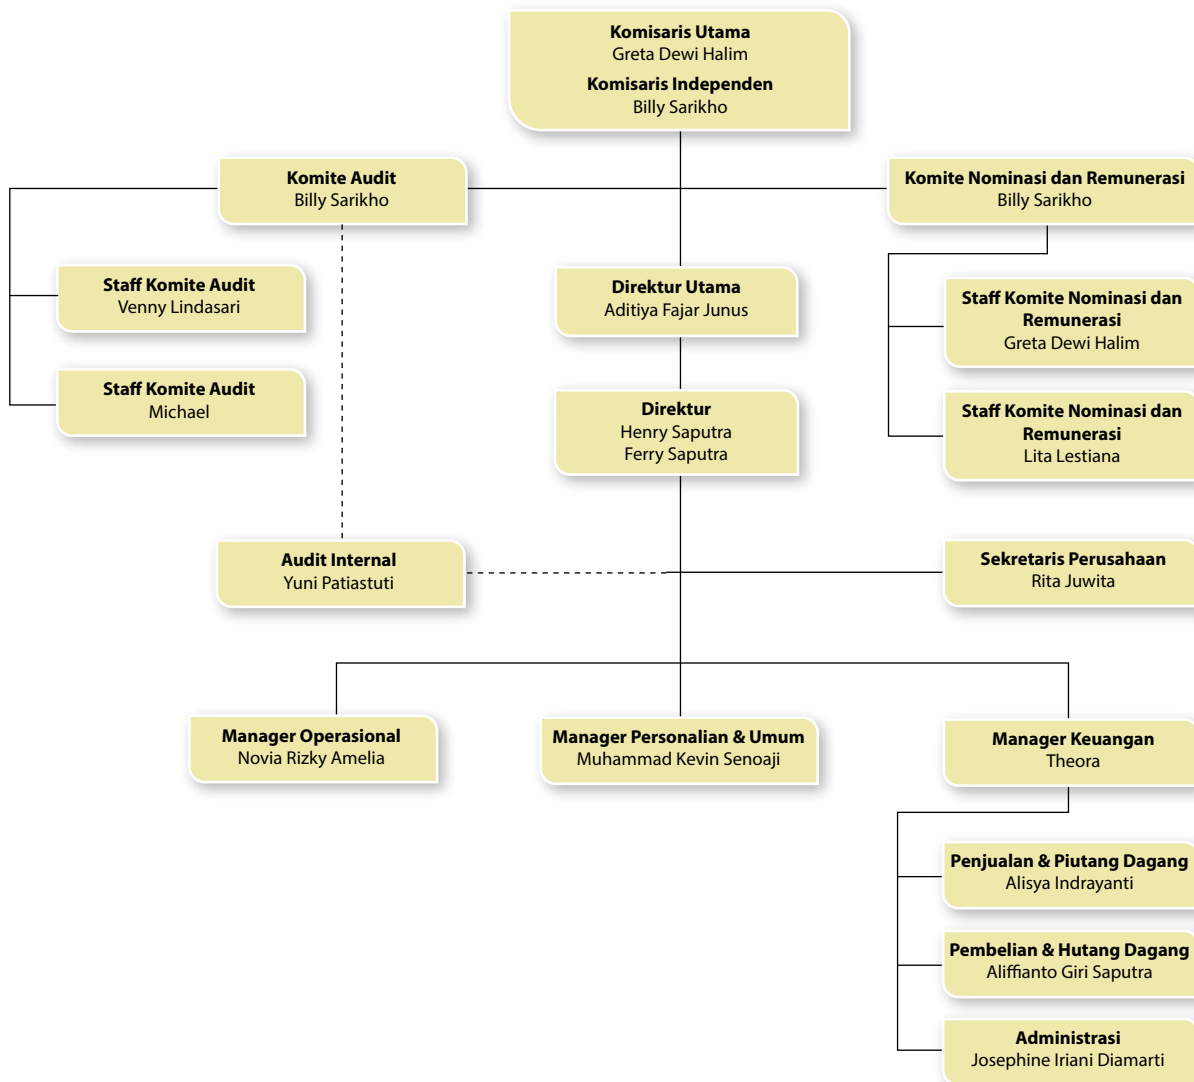 Komisaris Utama
Greta Dewi Halim
Komisaris Independen
Billy Sarikho
Komite Audit
Billy Sarikho
Komite Nominasi dan Remunerasi
Billy Sarikho
Staff Komite Audit
Venny Lindasari
Direktur Utama
Aditiya Fajar Junus
Staff Komite Nominasi dan
Remunerasi
Greta Dewi Halim
Staff Komite Audit
Michael
Direktur
Henry Saputra
Ferry Saputra
Staff Komite Nominasi dan
Remunerasi
Lita Lestiana
Audit Internal
Yuni Patiastuti
Sekretaris Perusahaan
Rita Juwita
Manager Operasional
Novia Rizky Amelia
Manager Personalian & Umum
Muhammad Kevin Senoaji
Manager Keuangan
Theora
Penjualan & Piutang Dagang
Alisya Indrayanti
Pembelian & Hutang Dagang
Aliffianto Giri Saputra
Administrasi
Josephine Iriani Diamarti